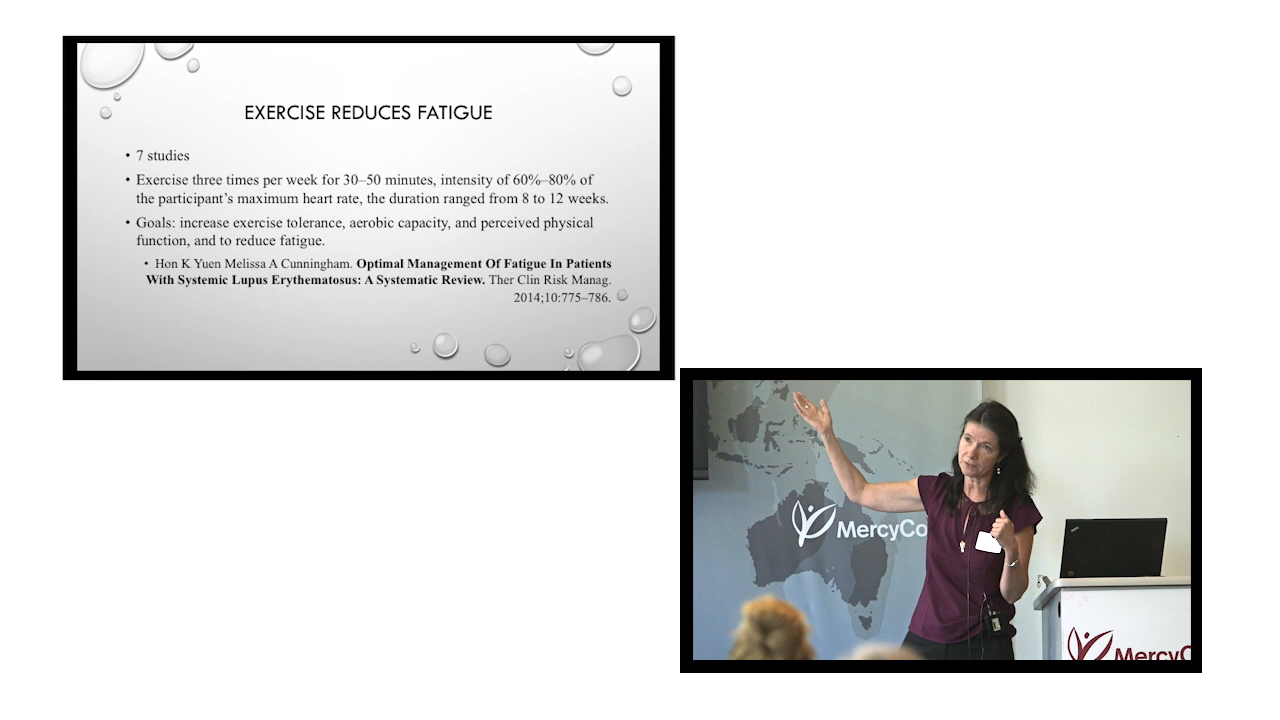 EXERCISE REDUCES FATIGUE
• 7 studies
• Exercise three times per week for 30–50 minutes, intensity of 60%–80% of
the participant's maximum heart rate, the duration ranged from 8 to 12 weeks.
• Goals: increase exercise tolerance, aerobic capacity, and perceived physical
function, and to reduce fatigue.
• Hon K Yuen Melissa A Cunningham. Optimal Management Of Fatigue In Patients
With Systemic Lupus Erythematosus: A Systematic Review. Ther Clin Risk Manag.
2014;10:775–786.
MercyCo
MercyC